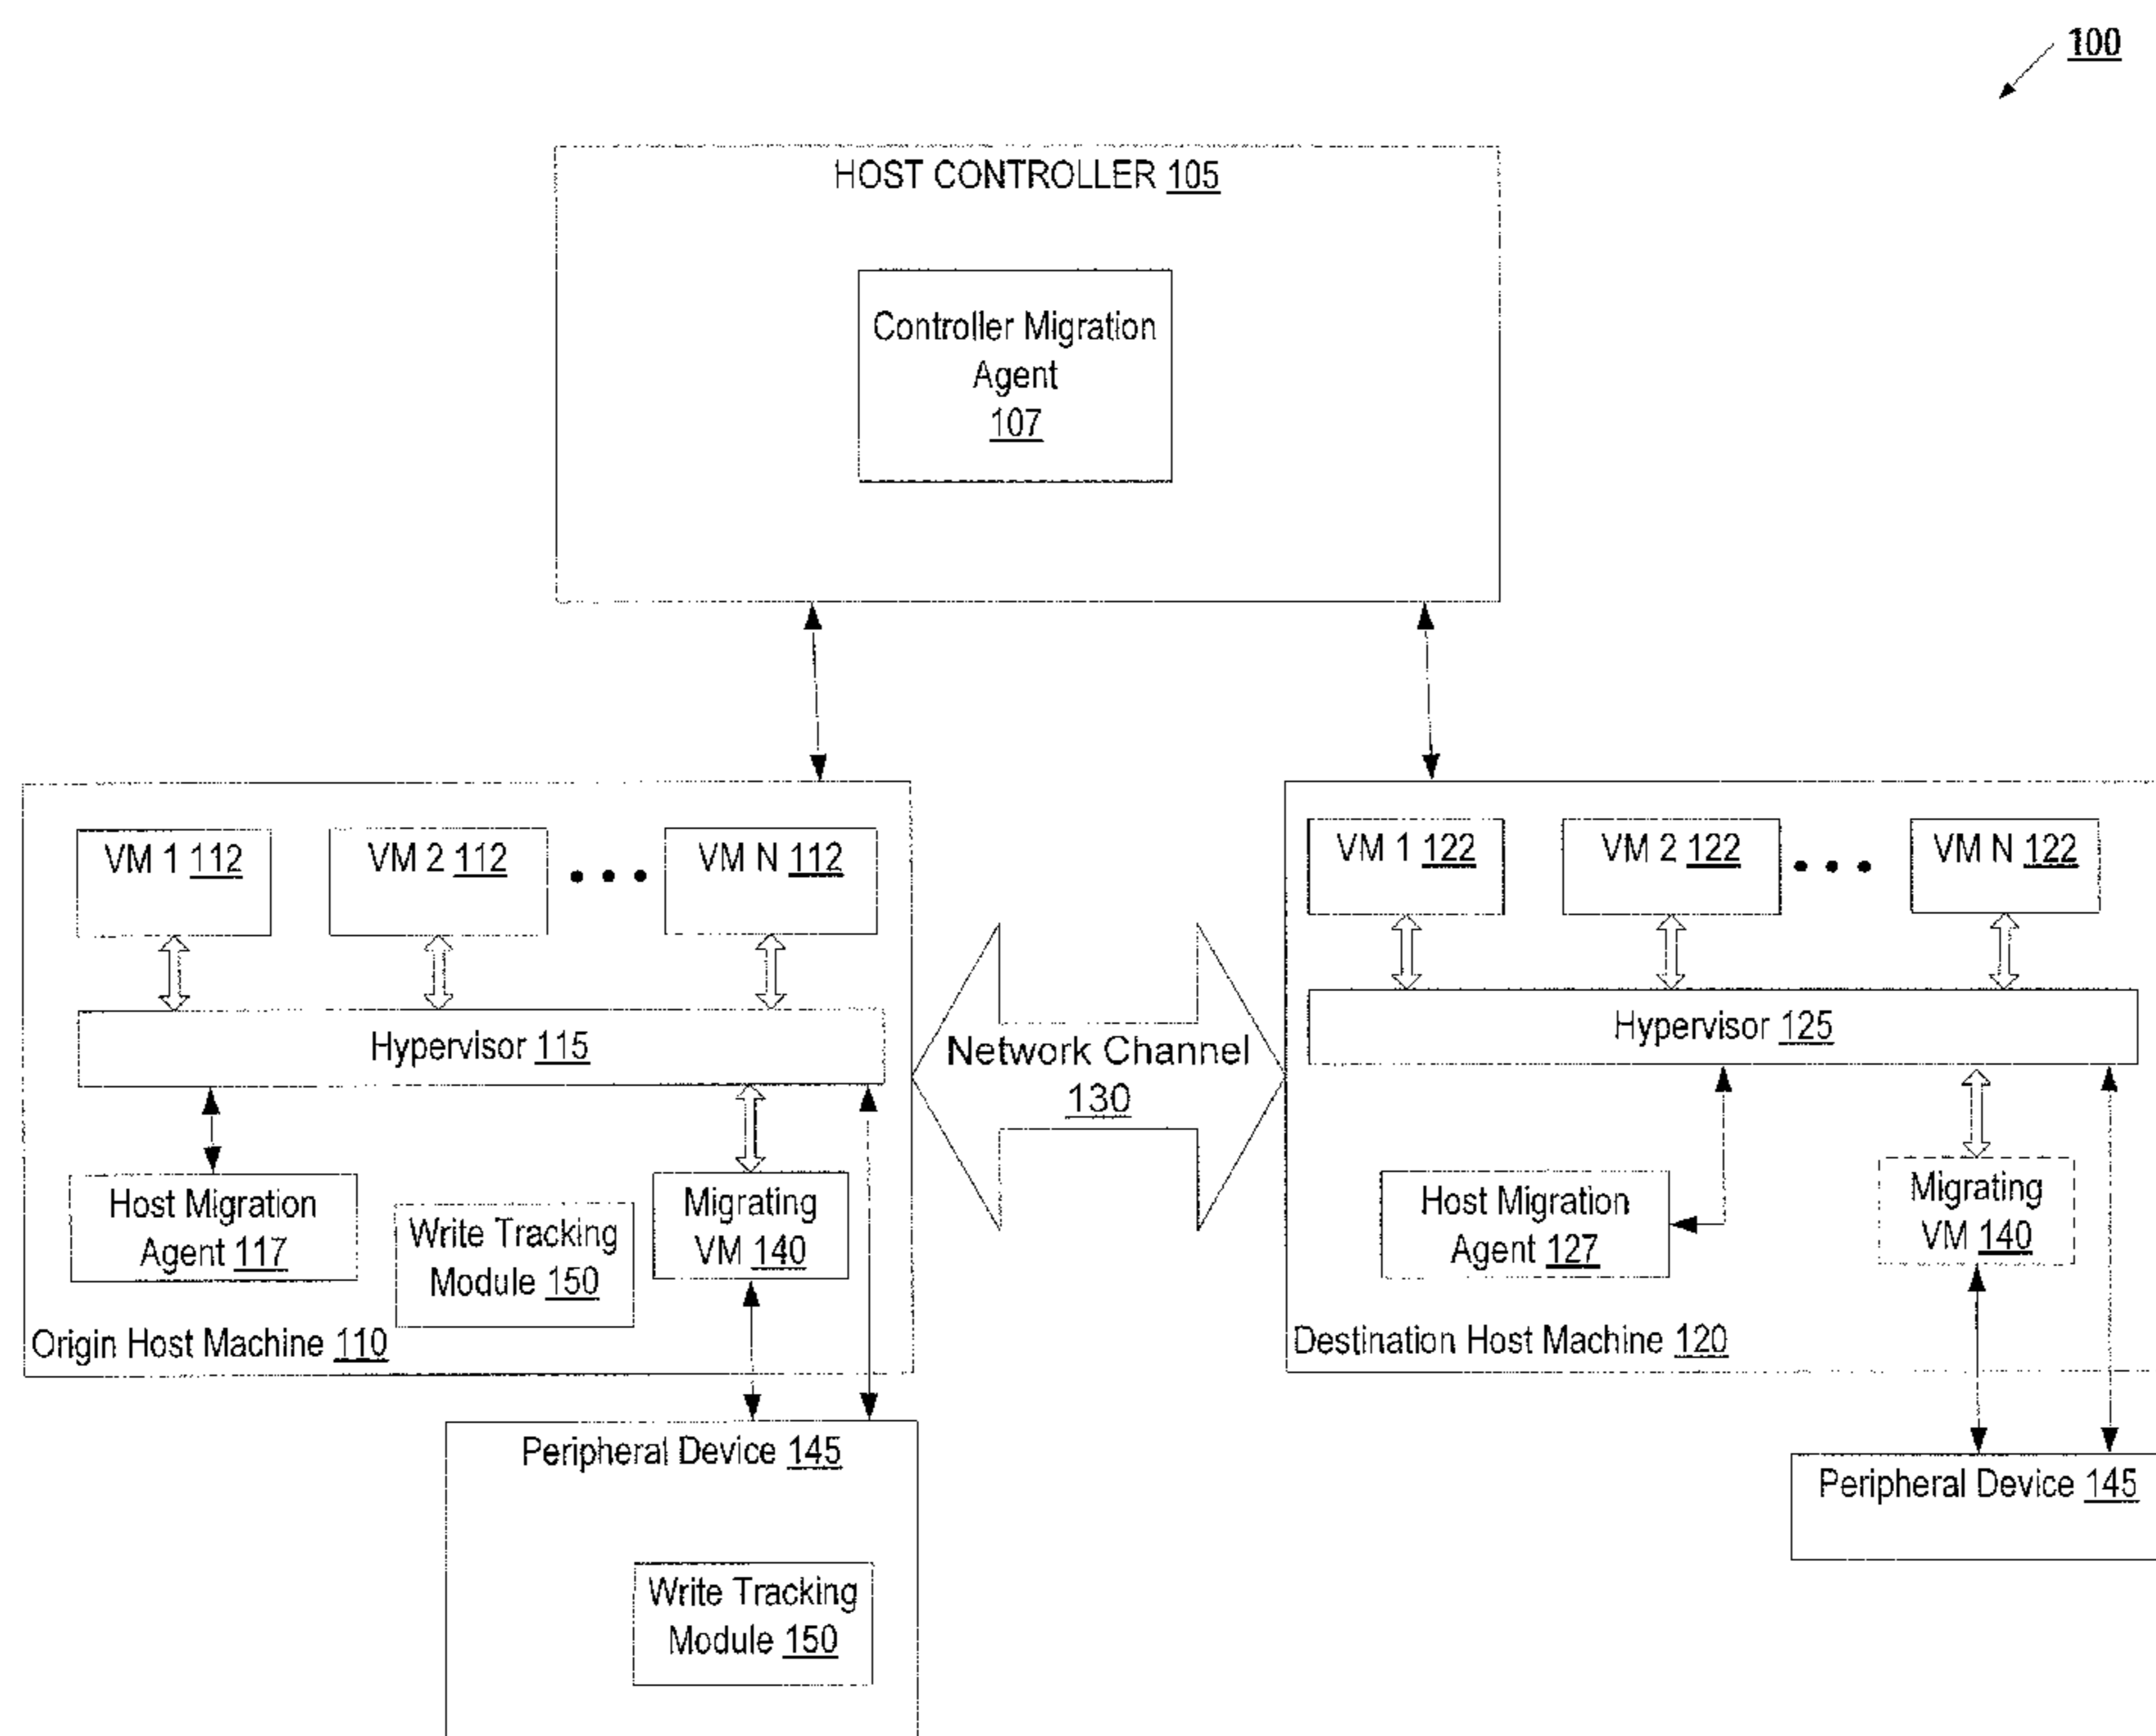 100
HOST CONTROLLER 105
Controller Migration
Agent
107
VM 1 112
VM 2 112
VM N 112
Hypervisor 115
Host Migration
Agent 117
Write Tracking
Module 150
Migrating
VM 140
Origin Host Machine 110
Network Channel
130
VM 1 122
VM 2 122
VM N 122
Hypervisor 125
Host Migration
Agent 127
Migrating
VM 140
Destination Host Machine 120
Peripheral Device 145
Write Tracking
Module 150
Peripheral Device 145